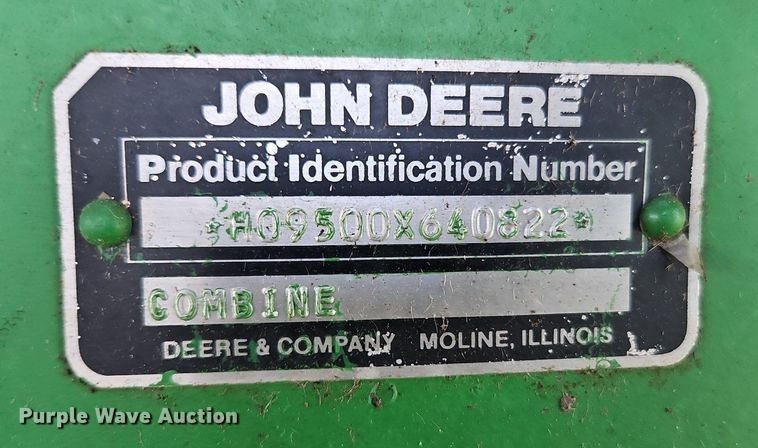 JOHN DEERE
Product Identification Number
*H09500X640822*
COMBINE
DEERE & COMPANY MOLINE, ILLINOIS
Purple Wave Auction